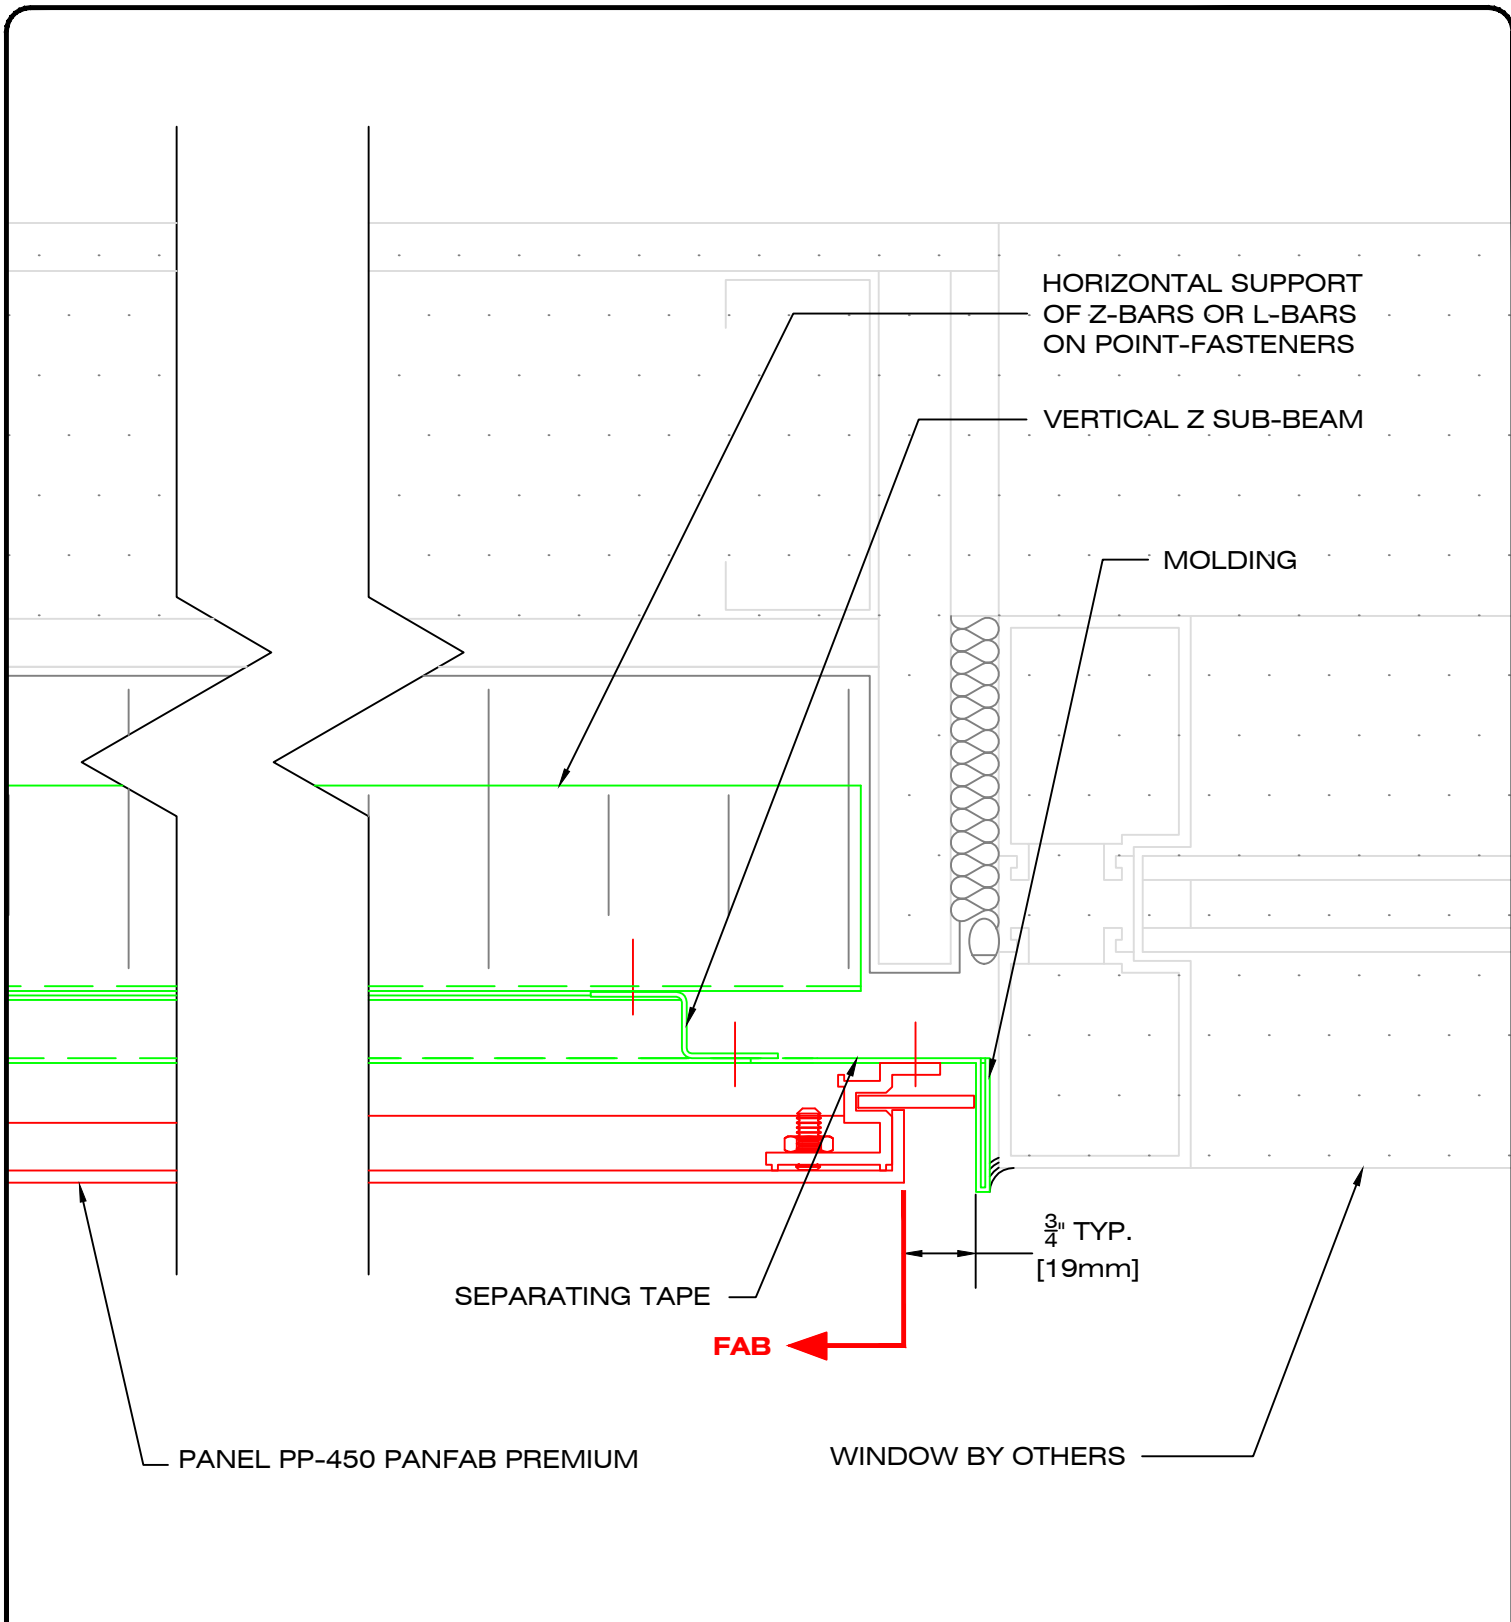 HORIZONTAL SUPPORT
OF Z-BARS OR L-BARS
ON POINT-FASTENERS
VERTICAL Z SUB-BEAM
MOLDING
3/4" TYP.
[19mm]
SEPARATING TAPE
FAB
PANEL PP-450 PANFAB PREMIUM
WINDOW BY OTHERS